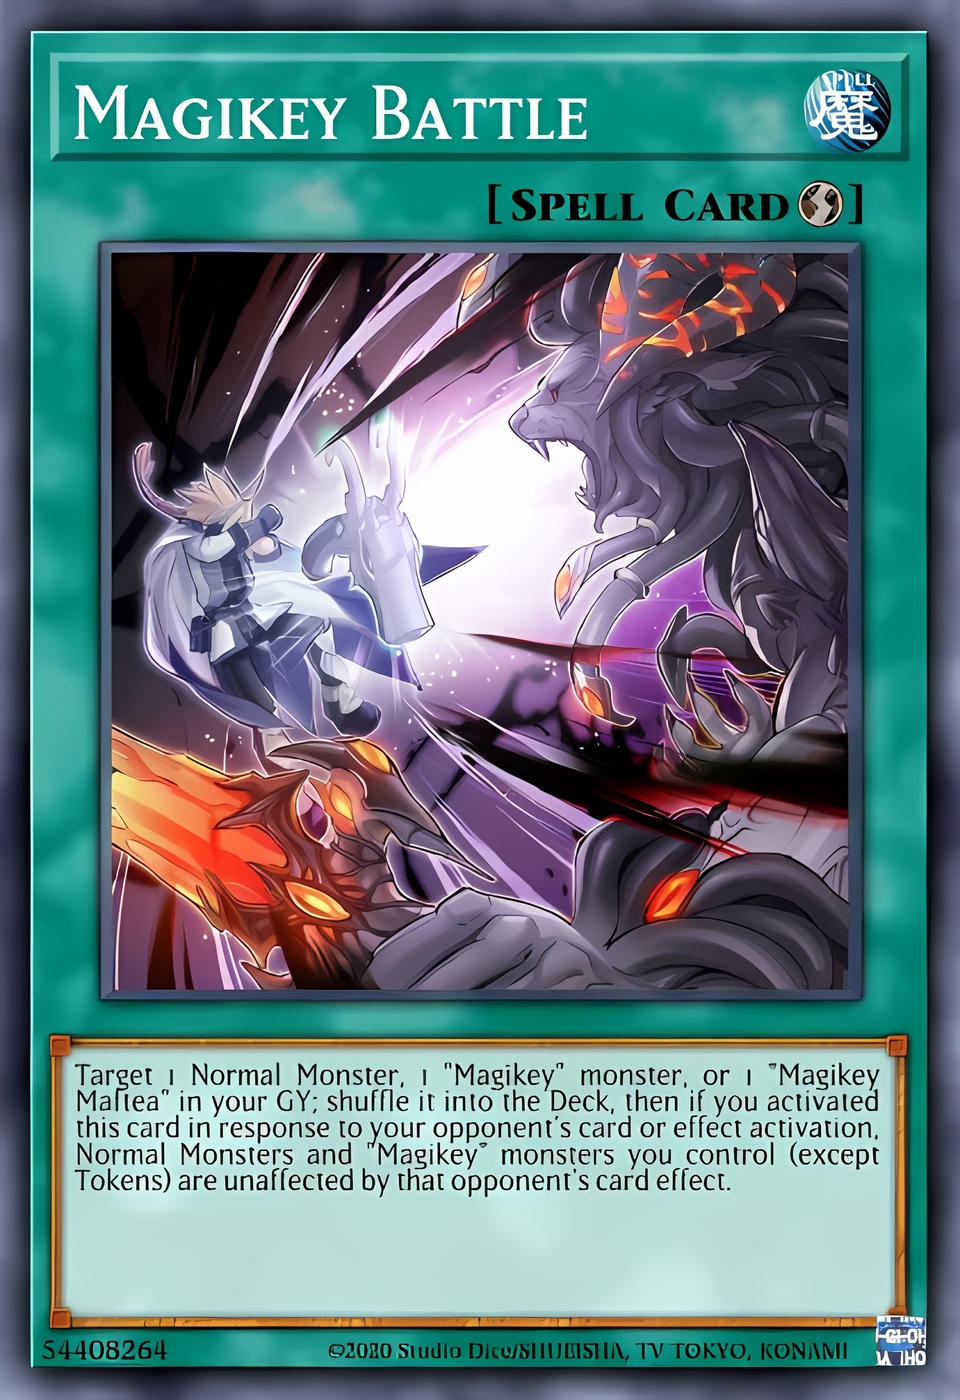 MAGIKEY BATTLE
魔
[SPELL CARD]
Target 1 Normal Monster, 1 "Magikey" monster, or 1 "Magikey
Maftea" in your GY; shuffle it into the Deck, then if you activated
this card in response to your opponent's card or effect activation,
Normal Monsters and "Magikey" monsters you control (except
Tokens) are unaffected by that opponent's card effect.
54408264
©2020 Studio Dice/SHUEISHA, TV TOKYO, KONAMI